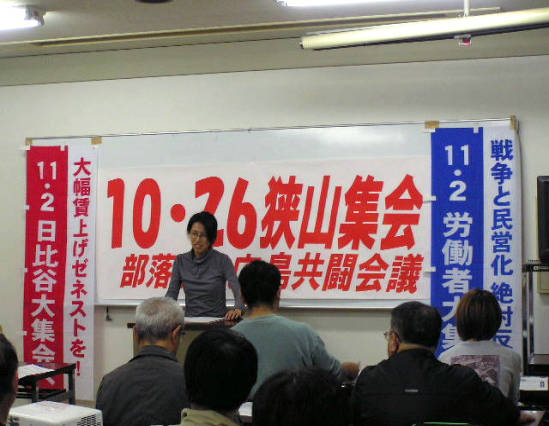 大幅賃上げゼネストを！
11・2 日比谷大集会へ
10・26狭山集会
部落 島共闘会議
戦争と民営化 絶対反
11・2 労働者大集